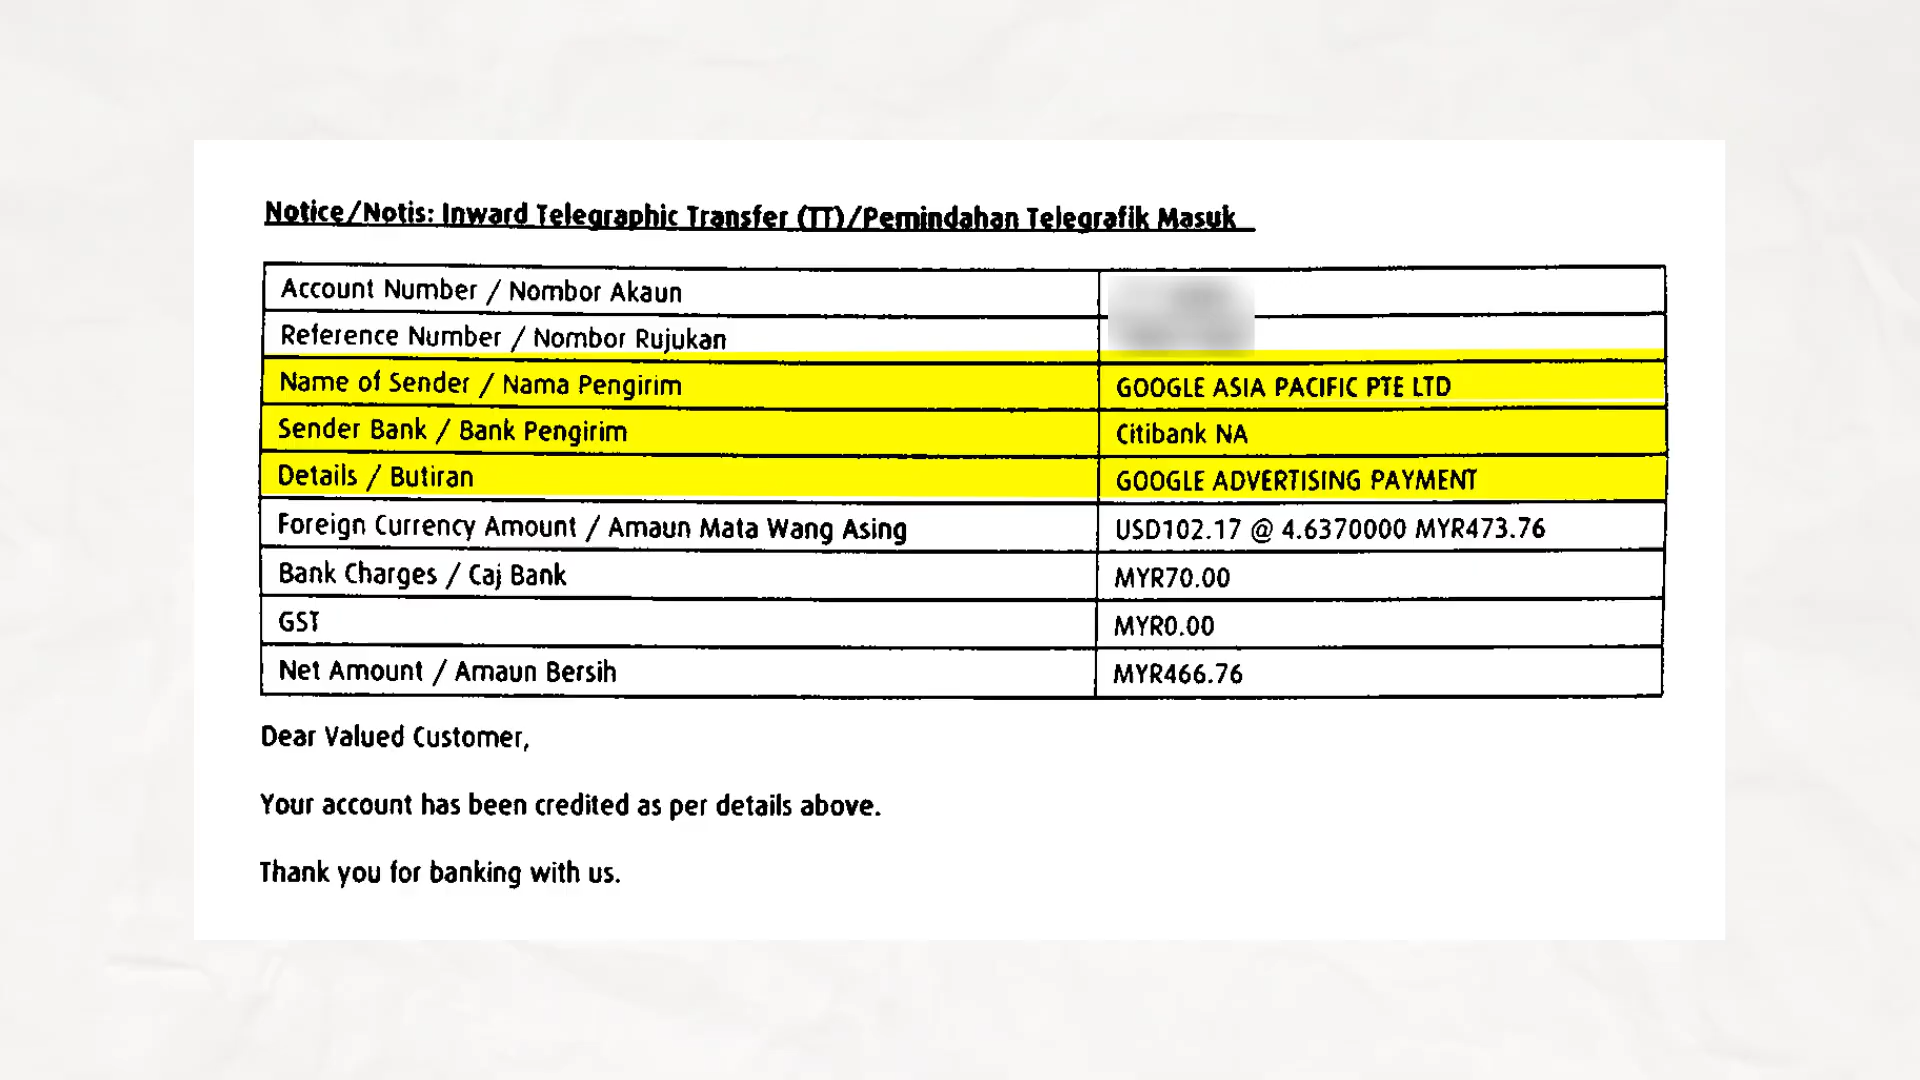 Notice/Notis: Inward Telegraphic Transfer (TT)/Pemindahan Telegrafik Masuk
Account Number / Nombor Akaun
Reference Number / Nombor Rujukan
Name of Sender / Nama Pengirim GOOGLE ASIA PACIFIC PTE LTD
Sender Bank / Bank Pengirim Citibank NA
Details / Butiran GOOGLE ADVERTISING PAYMENT
Foreign Currency Amount / Amaun Mata Wang Asing USD102.17 @ 4.6370000 MYR473.76
Bank Charges / Caj Bank MYR70.00
GST MYR0.00
Net Amount / Amaun Bersih MYR466.76
Dear Valued Customer,
Your account has been credited as per details above.
Thank you for banking with us.